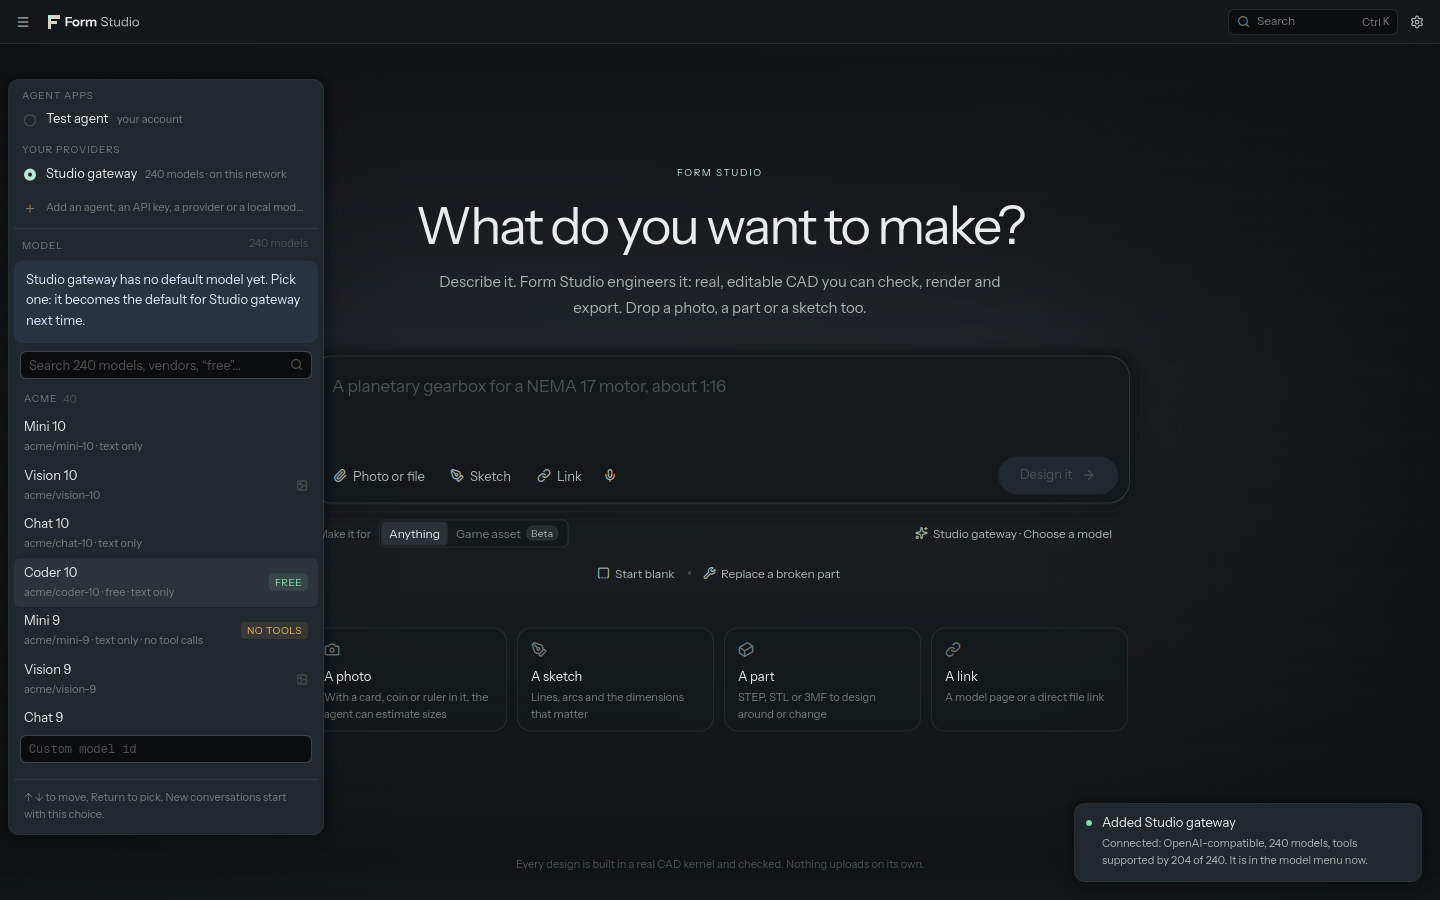 Form Studio
Search
Ctrl K
AGENT APPS
Test agent your account
YOUR PROVIDERS
Studio gateway 240 models · on this network
Add an agent, an API key, a provider or a local mod…
MODEL
240 models
Studio gateway has no default model yet. Pick
one: it becomes the default for Studio gateway
next time.
Search 240 models, vendors, “free”…
ACME 40
Mini 10
acme/mini-10 · text only
Vision 10
acme/vision-10
Chat 10
acme/chat-10 · text only
Coder 10
acme/coder-10 · free · text only
FREE
Mini 9
acme/mini-9 · text only · no tool calls
NO TOOLS
Vision 9
acme/vision-9
Chat 9
Custom model id
↑ ↓ to move, Return to pick. New conversations start
with this choice.
FORM STUDIO
What do you want to make?
Describe it. Form Studio engineers it: real, editable CAD you can check, render and
export. Drop a photo, a part or a sketch too.
A planetary gearbox for a NEMA 17 motor, about 1:16
Photo or file
Sketch
Link
Design it
Make it for
Anything
Game asset Beta
Studio gateway · Choose a model
Start blank
Replace a broken part
A photo
With a card, coin or ruler in it, the
agent can estimate sizes
A sketch
Lines, arcs and the dimensions
that matter
A part
STEP, STL or 3MF to design
around or change
A link
A model page or a direct file link
Every design is built in a real CAD kernel and checked. Nothing uploads on its own.
Added Studio gateway
Connected: OpenAI-compatible, 240 models, tools
supported by 204 of 240. It is in the model menu now.